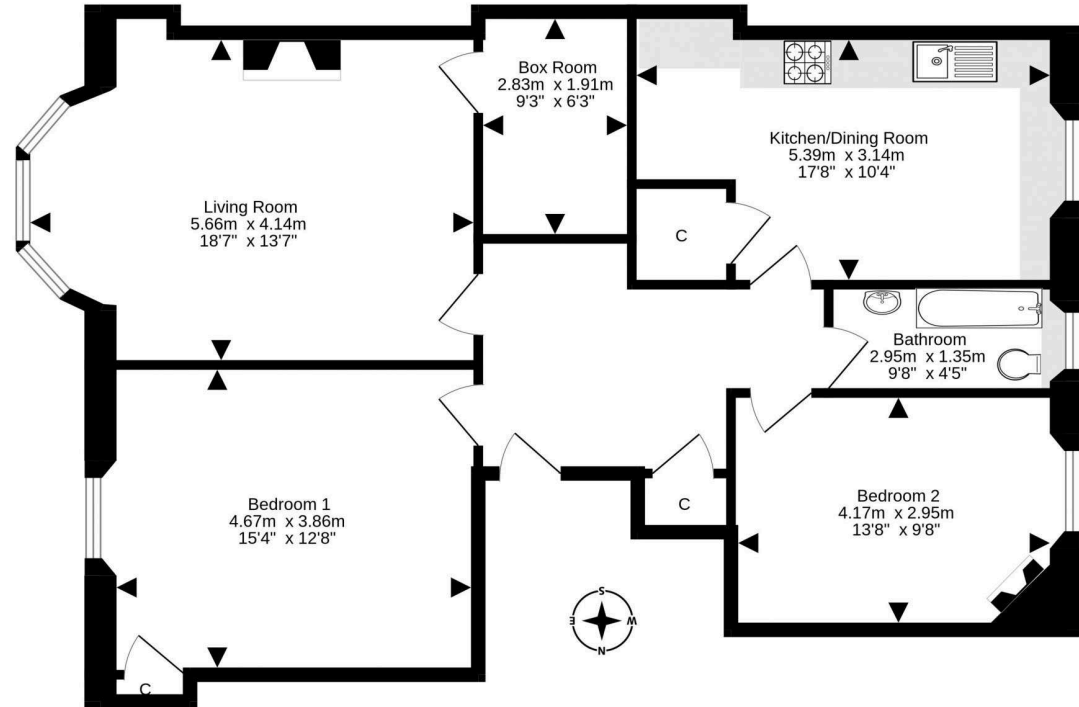 Box Room
2.83m x 1.91m
9'3" x 6'3"
Kitchen/Dining Room
5.39m x 3.14m
17'8" x 10'4"
Living Room
5.66m x 4.14m
18'7" x 13'7"
C
Bathroom
2.95m x 1.35m
9'8" x 4'5"
Bedroom 1
4.67m x 3.86m
15'4" x 12'8"
C
Bedroom 2
4.17m x 2.95m
13'8" x 9'8"
S
E
W
N
C